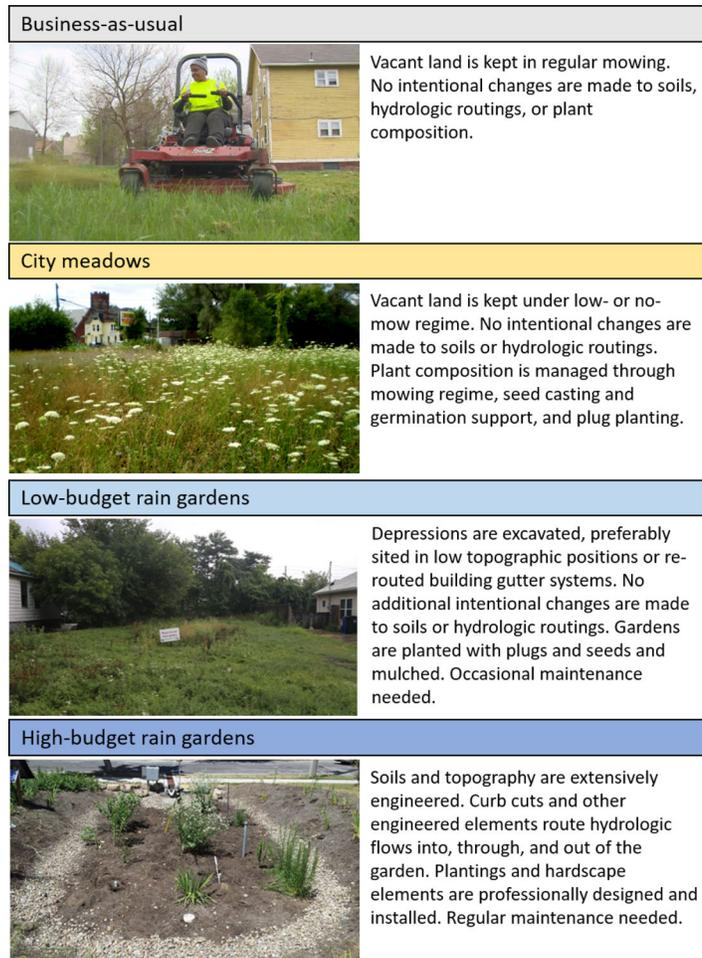 Business-as-usual
Vacant land is kept in regular mowing.
No intentional changes are made to soils,
hydrologic routings, or plant
composition.
City meadows
Vacant land is kept under low- or no-
mow regime. No intentional changes are
made to soils or hydrologic routings.
Plant composition is managed through
mowing regime, seed casting and
germination support, and plug planting.
Low-budget rain gardens
Depressions are excavated, preferably
sited in low topographic positions or re-
routed building gutter systems. No
additional intentional changes are made
to soils or hydrologic routings. Gardens
are planted with plugs and seeds and
mulched. Occasional maintenance
needed.
High-budget rain gardens
Soils and topography are extensively
engineered. Curb cuts and other
engineered elements route hydrologic
flows into, through, and out of the
garden. Plantings and hardscape
elements are professionally designed and
installed. Regular maintenance needed.